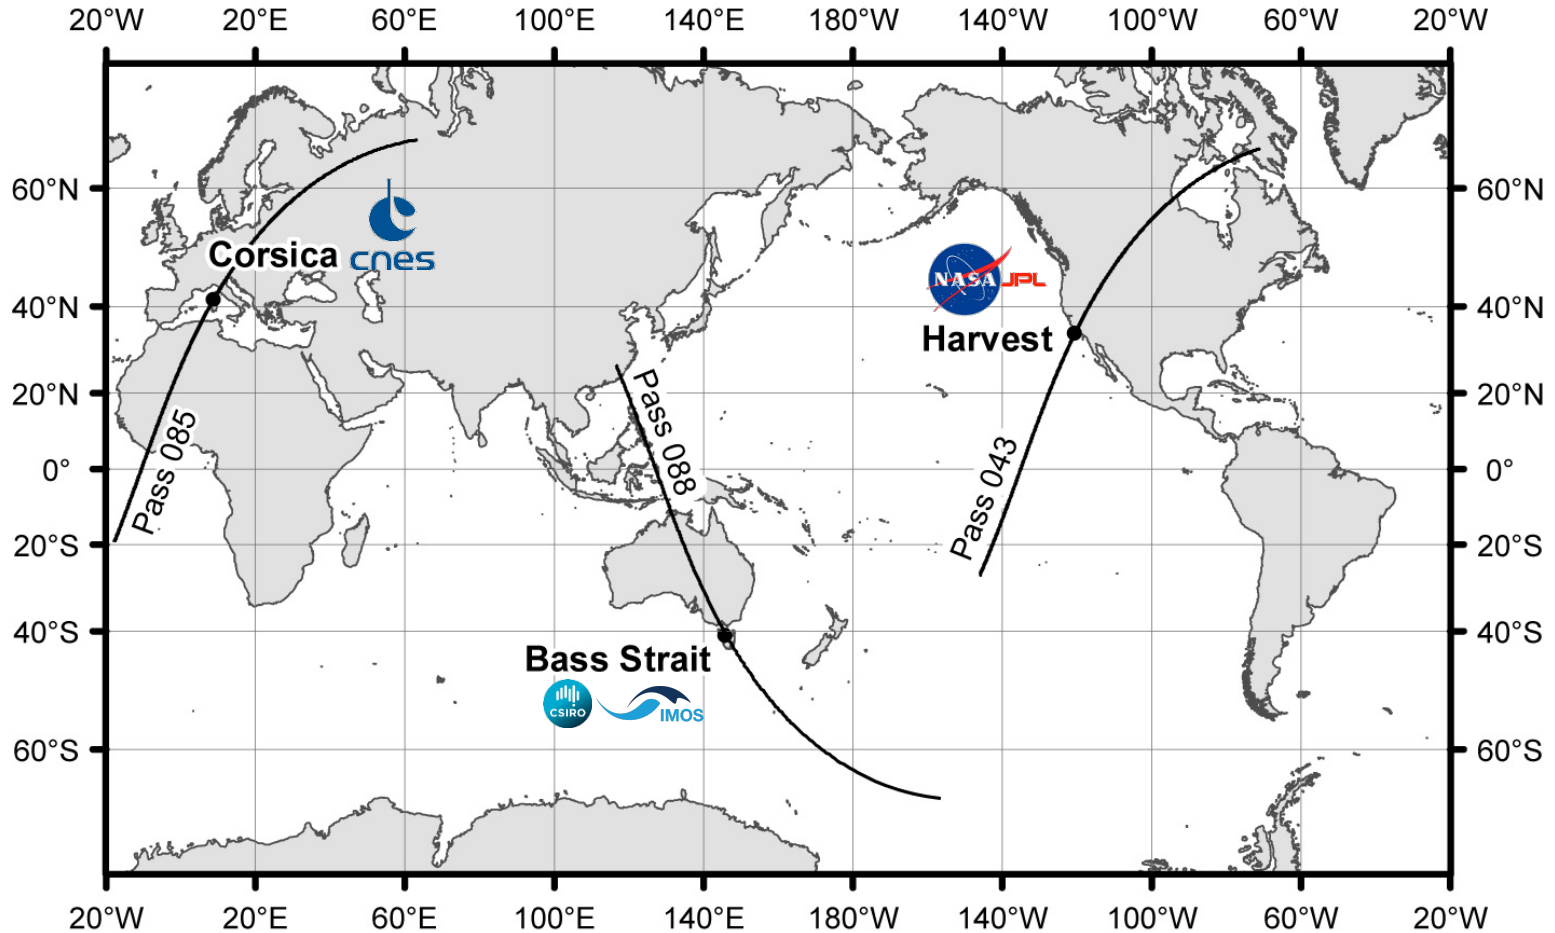 20°W 20°E 60°E 100°E 140°E 180°W 140°W 100°W 60°W 20°W
60°N 60°N
Corsica cnes
NASA JPL
40°N 40°N
Harvest
20°N 20°N
Pass 085
Pass 088
Pass 043
0° 0°
20°S 20°S
40°S 40°S
Bass Strait
CSIRO IMOS
60°S 60°S
20°W 20°E 60°E 100°E 140°E 180°W 140°W 100°W 60°W 20°W